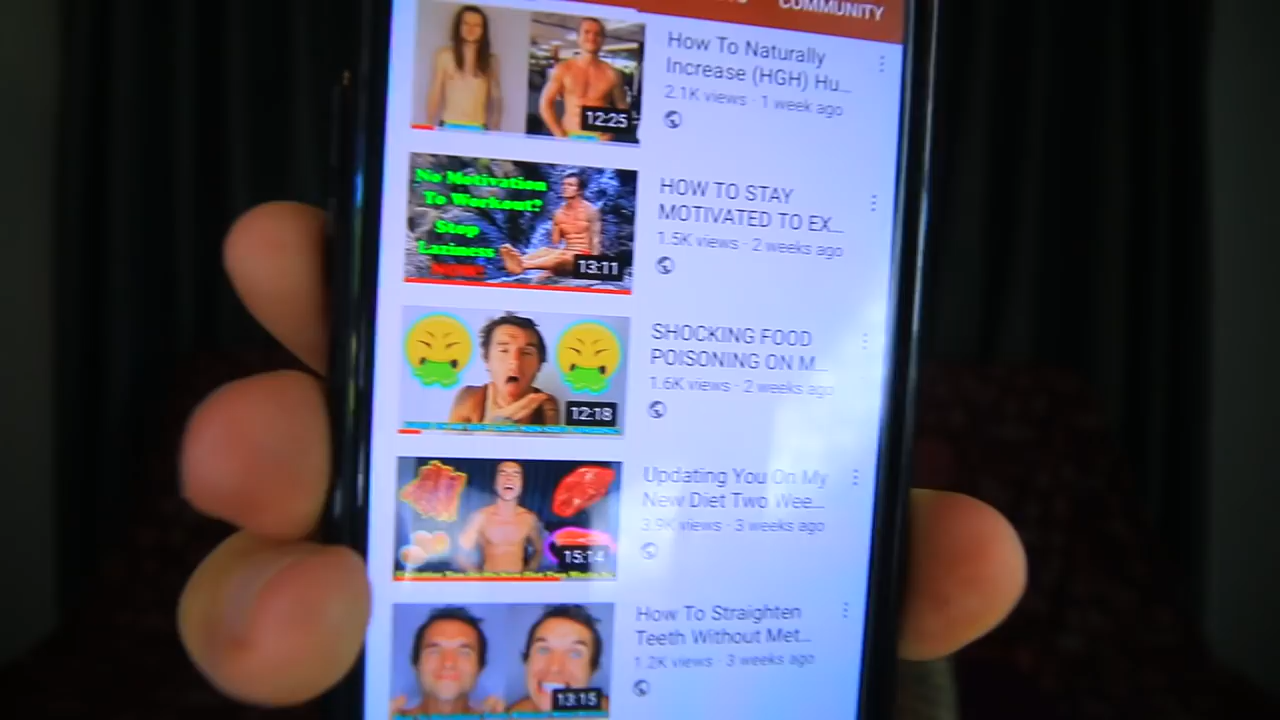 COMMUNITY
How To Naturally
Increase (HGH) Hu...
2.1K views · 1 week ago
12:25
No Motivation
To Workout?
Stop
Laziness
NOW!
13:11
HOW TO STAY
MOTIVATED TO EX...
1.5K views · 2 weeks ago
12:18
SHOCKING FOOD
POISONING ON M...
1.6K views · 2 weeks ago
15:14
Updating You On My
New Diet Two Wee...
3.9K views · 3 weeks ago
13:15
How To Straighten
Teeth Without Met...
1.2K views · 3 weeks ago